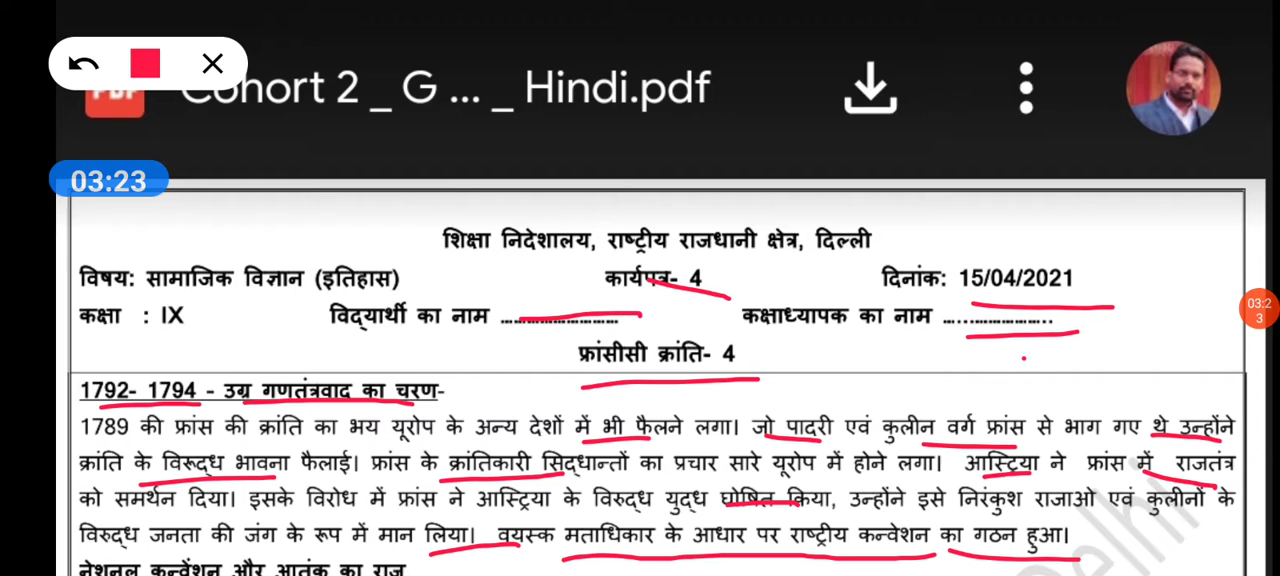 Cohort 2 _ G ... _ Hindi.pdf
03:23
शिक्षा निदेशालय, राष्ट्रीय राजधानी क्षेत्र, दिल्ली
विषय: सामाजिक विज्ञान (इतिहास) कार्यपत्र- 4 दिनांक: 15/04/2021
कक्षा : IX विद्यार्थी का नाम ........................ कक्षाध्यापक का नाम ......................
03:23
फ्रांसीसी क्रांति- 4
1792- 1794 - उग्र गणतंत्रवाद का चरण-
1789 की फ्रांस की क्रांति का भय यूरोप के अन्य देशों में भी फैलने लगा। जो पादरी एवं कुलीन वर्ग फ्रांस से भाग गए थे उन्होंने
क्रांति के विरूद्ध भावना फैलाई। फ्रांस के क्रांतिकारी सिद्धान्तों का प्रचार सारे यूरोप में होने लगा। आस्ट्रिया ने फ्रांस में राजतंत्र
को समर्थन दिया। इसके विरोध में फ्रांस ने आस्ट्रिया के विरुद्ध युद्ध घोषित किया, उन्होंने इसे निरंकुश राजाओं एवं कुलीनों के
विरुद्ध जनता की जंग के रूप में मान लिया। वयस्क मताधिकार के आधार पर राष्ट्रीय कन्वेशन का गठन हुआ।
नेशनल कन्वेंशन और आतंक का राज